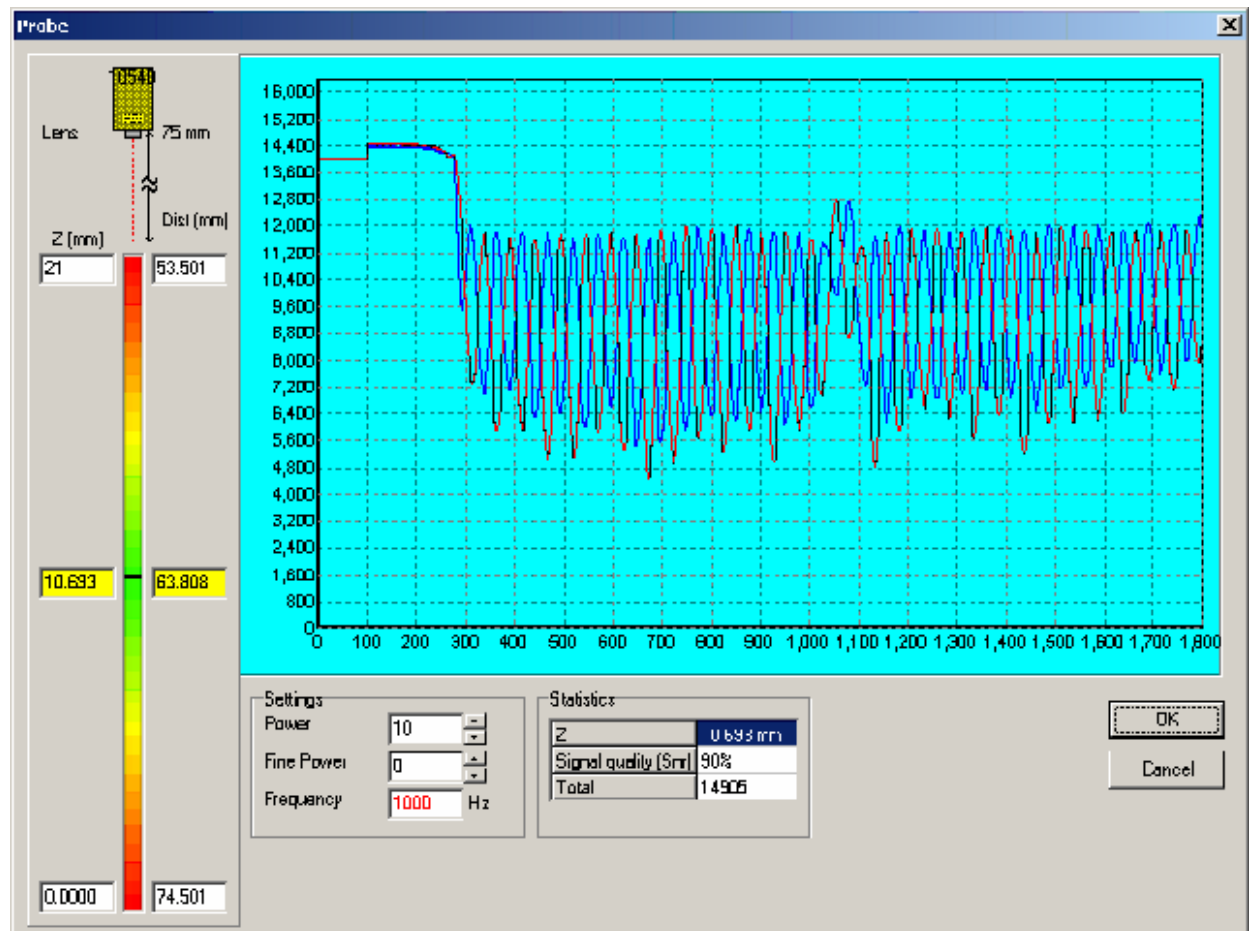 Probe
Lens
75 mm
Dist (mm)
Z (mm)
21
53.501
10.693
63.808
0.0000
74.501
16,000
15,200
14,400
13,600
12,800
12,000
11,200
10,400
9,600
8,800
8,000
7,200
6,400
5,600
4,800
4,000
3,200
2,400
1,600
800
0
0 100 200 300 400 500 600 700 800 900 1,000 1,100 1,200 1,300 1,400 1,500 1,600 1,700 1,800
Settings
Power 10
Fine Power 0
Frequency 1000 Hz
Statistics
Z 0.693 mm
Signal quality (Snr) 90%
Total 14905
OK
Cancel